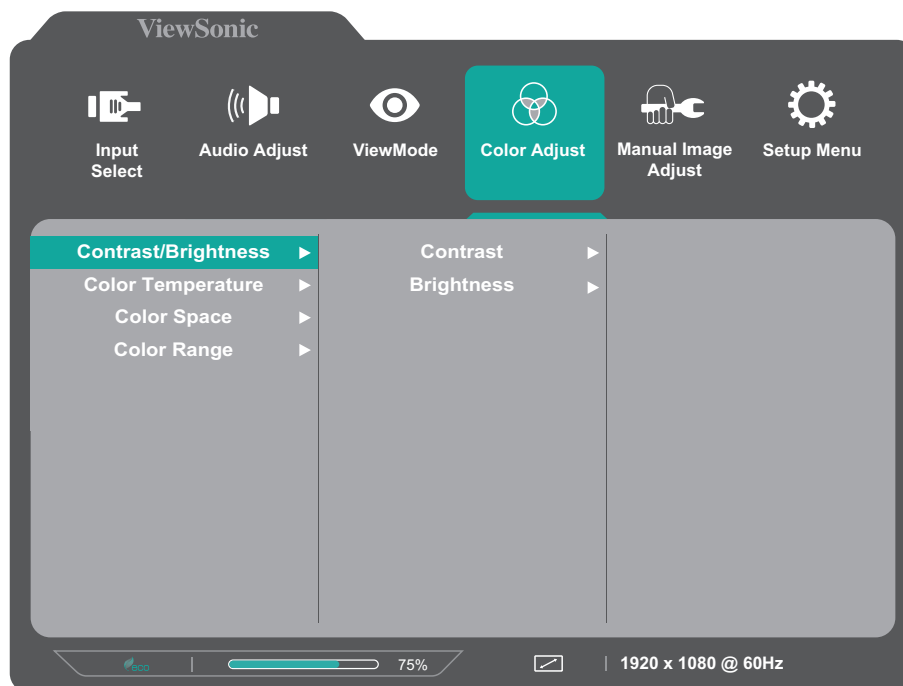 ViewSonic
Input
Select
Audio Adjust
ViewMode
Color Adjust
Manual Image
Adjust
Setup Menu
Contrast/Brightness
Color Temperature
Color Space
Color Range
Contrast
Brightness
eco
75%
1920 x 1080 @ 60Hz